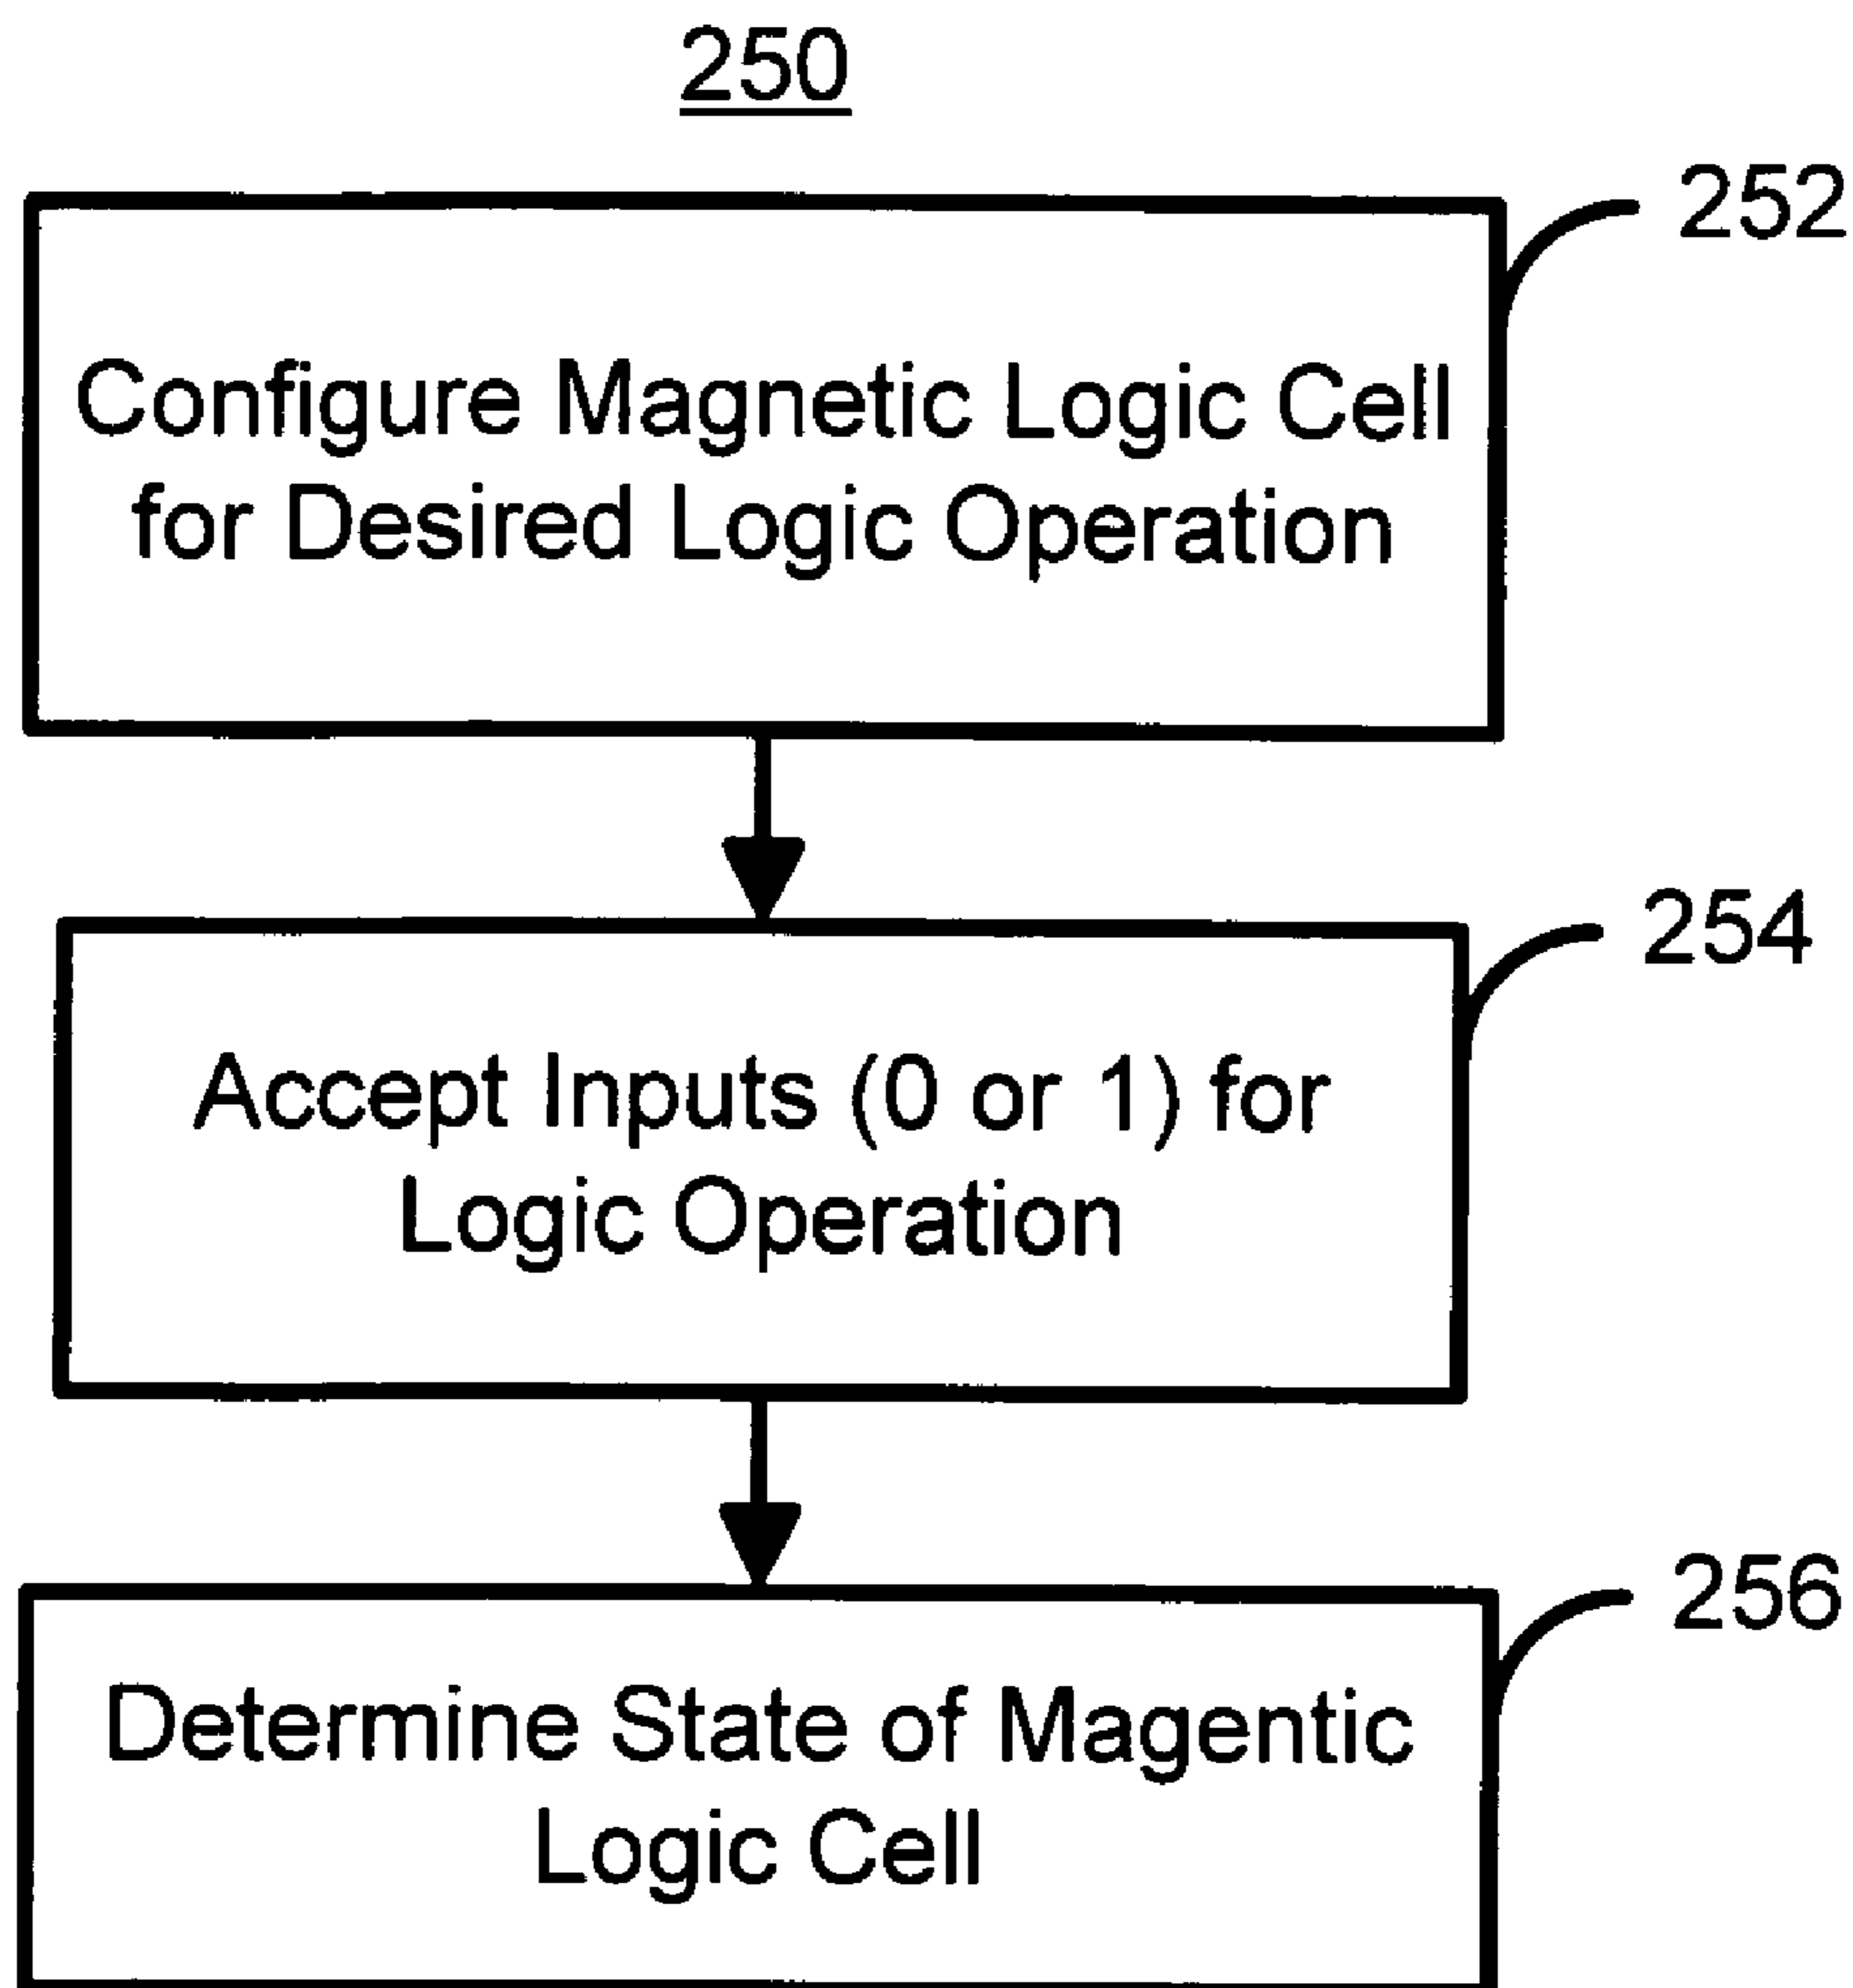 250
252
Configure Magnetic Logic Cell
for Desired Logic Operation
254
Accept Inputs (0 or 1) for
Logic Operation
256
Determine State of Magentic
Logic Cell